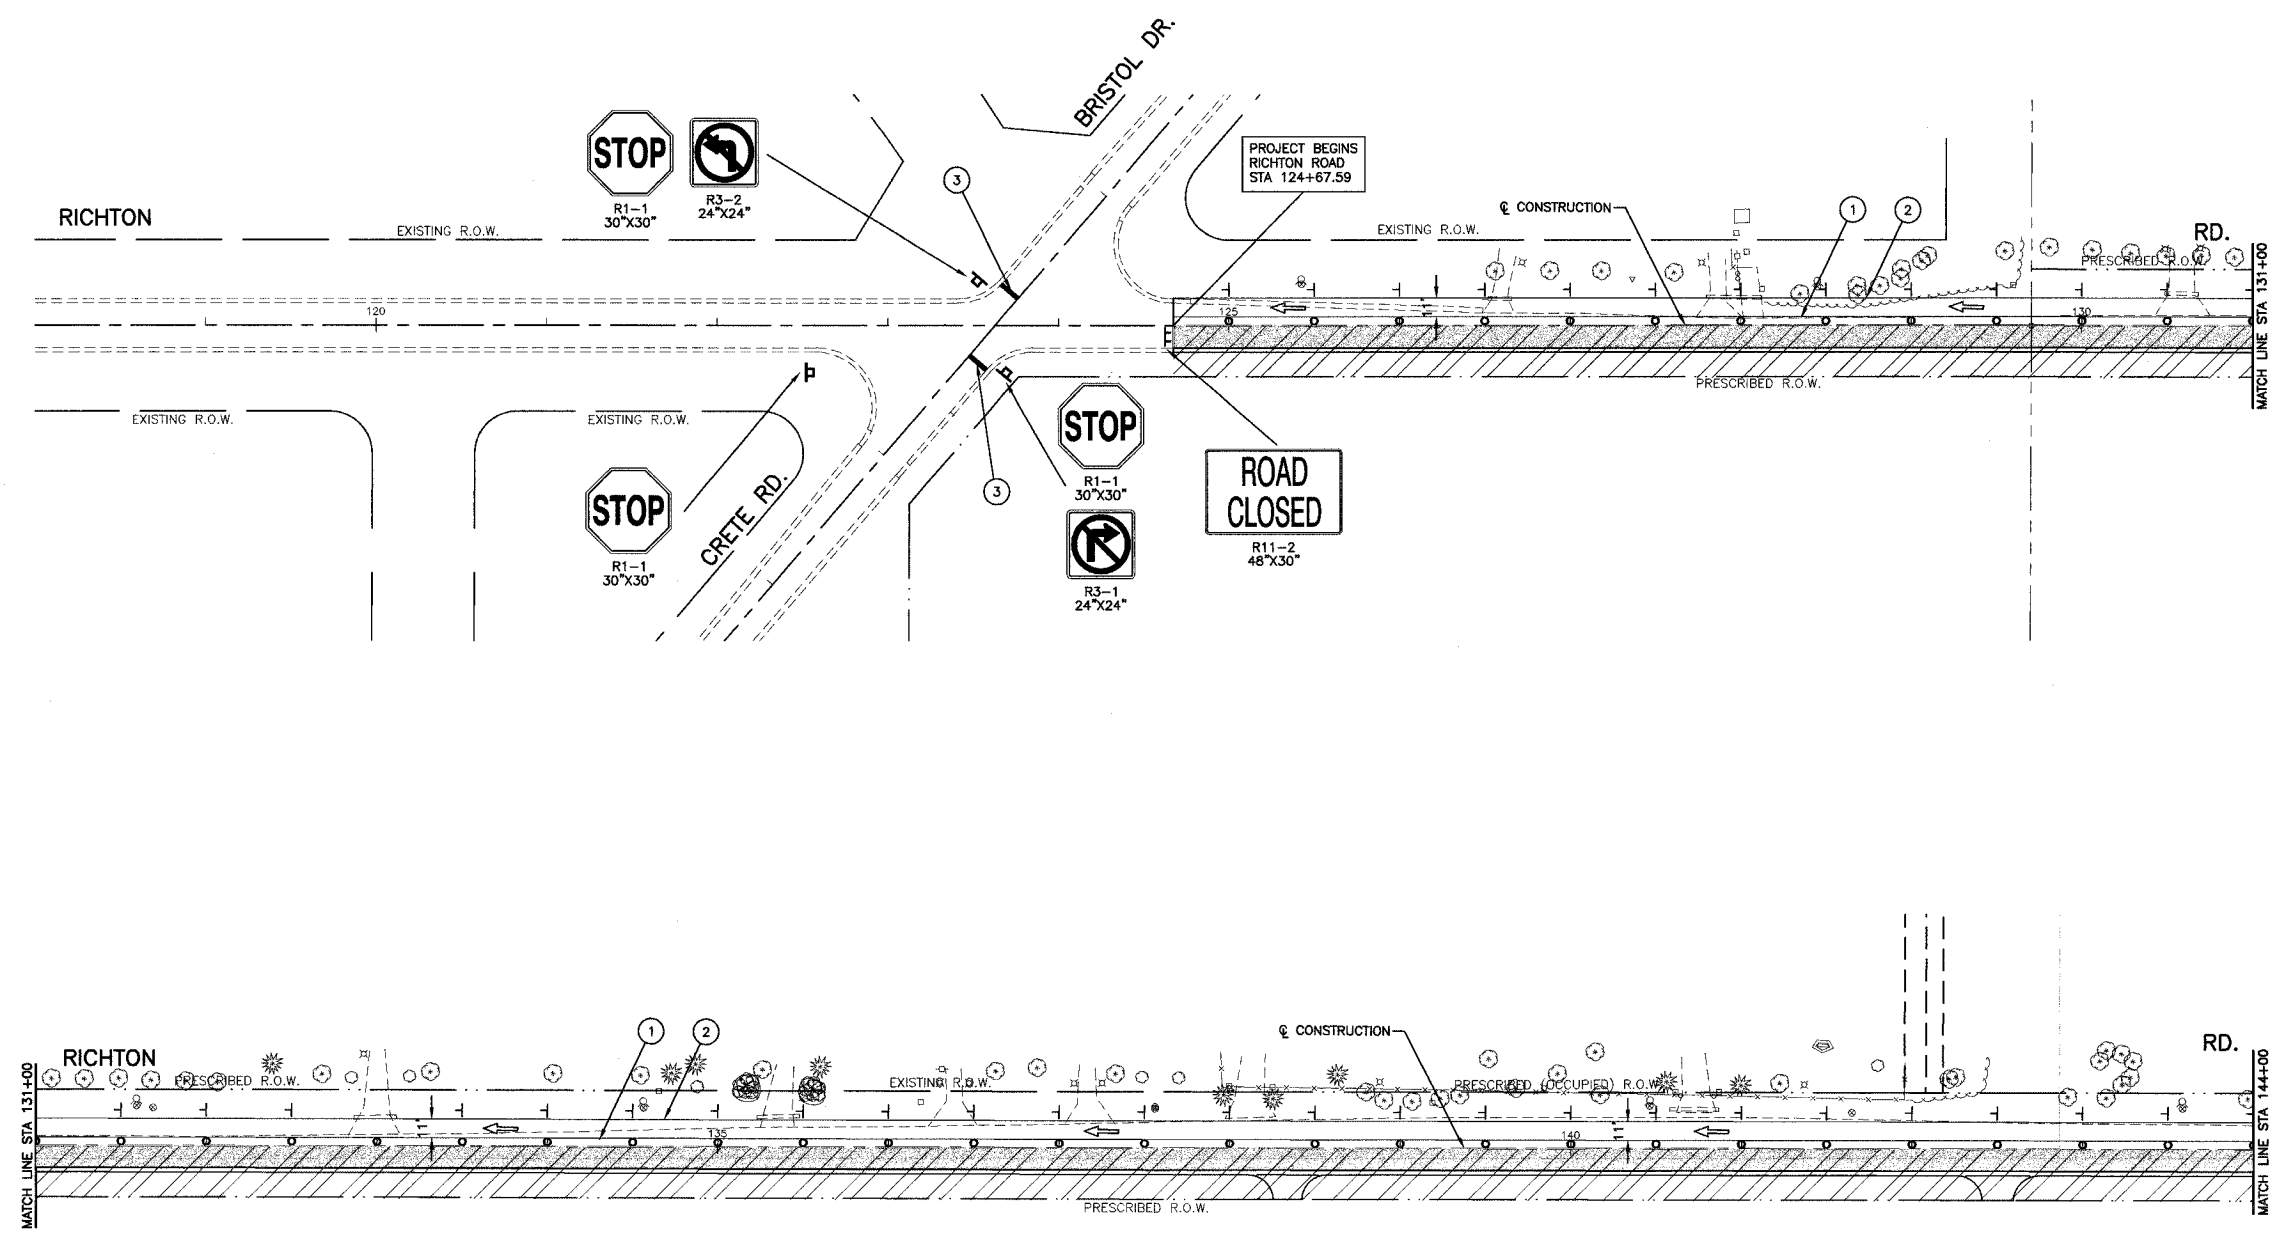 BRISTOL DR.
STOP
R1-1
30"X30"
R3-2
24"X24"
3
PROJECT BEGINS
RICHTON ROAD
STA 124+67.59
RICHTON
EXISTING R.O.W.
EXISTING R.O.W.
℄ CONSTRUCTION
1
2
RD.
PRESCRIBED R.O.W.
120
125
11'
130
MATCH LINE STA 131+00
PRESCRIBED R.O.W.
EXISTING R.O.W.
EXISTING R.O.W.
STOP
R1-1
30"X30"
CRETE RD.
3
STOP
R1-1
30"X30"
R3-1
24"X24"
ROAD
CLOSED
R11-2
48"X30"
MATCH LINE STA 131+00
RICHTON
PRESCRIBED R.O.W.
1
2
EXISTING R.O.W.
℄ CONSTRUCTION
PRESCRIBED (OCCUPIED) R.O.W.
RD.
11'
135
140
11'
PRESCRIBED R.O.W.
MATCH LINE STA 144+00